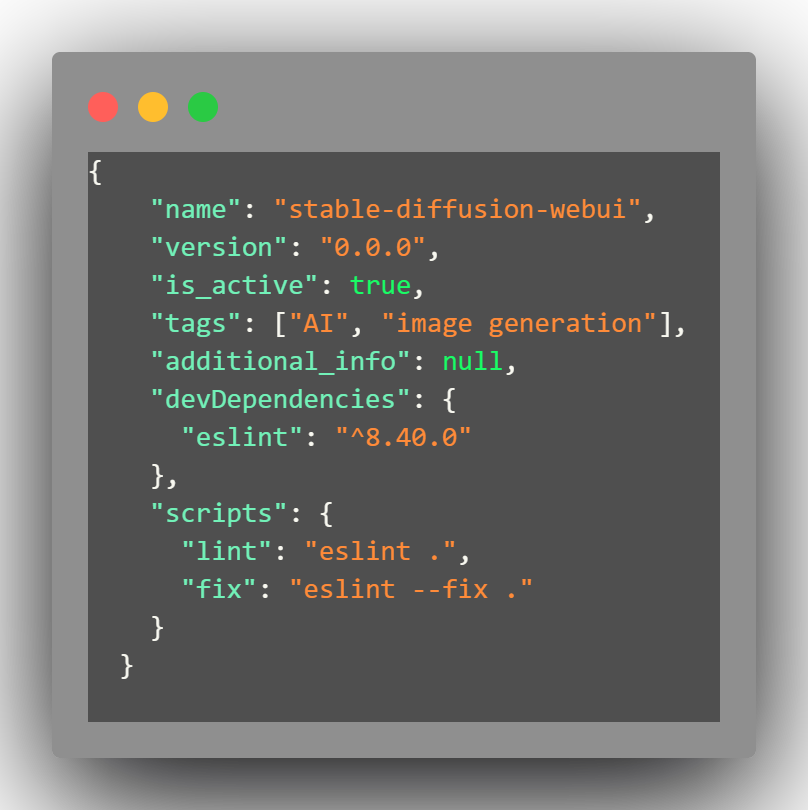 {
    "name": "stable-diffusion-webui",
    "version": "0.0.0",
    "is_active": true,
    "tags": ["AI", "image generation"],
    "additional_info": null,
    "devDependencies": {
      "eslint": "^8.40.0"
    },
    "scripts": {
      "lint": "eslint .",
      "fix": "eslint --fix ."
    }
  }